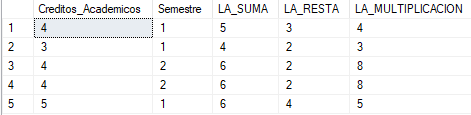 Creditos_Academicos Semestre LA_SUMA LA_RESTA LA_MULTIPLICACION
1 4 1 5 3 4
2 3 1 4 2 3
3 4 2 6 2 8
4 4 2 6 2 8
5 5 1 6 4 5